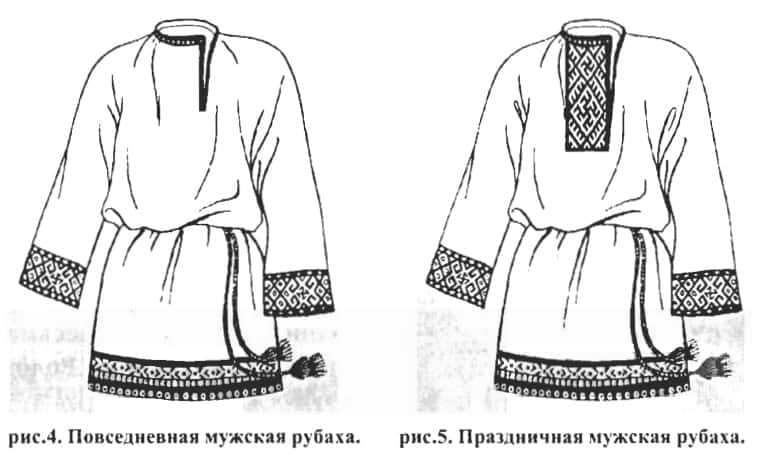 рис.4. Повседневная мужская рубаха.
рис.5. Праздничная мужская рубаха.